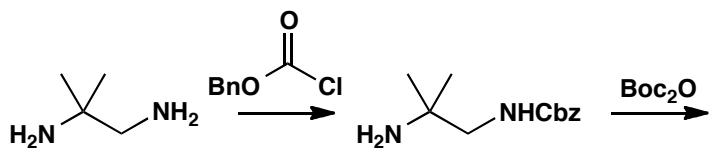 O
BnO Cl
H₂N NH₂
H₂N NHCbz
Boc₂O